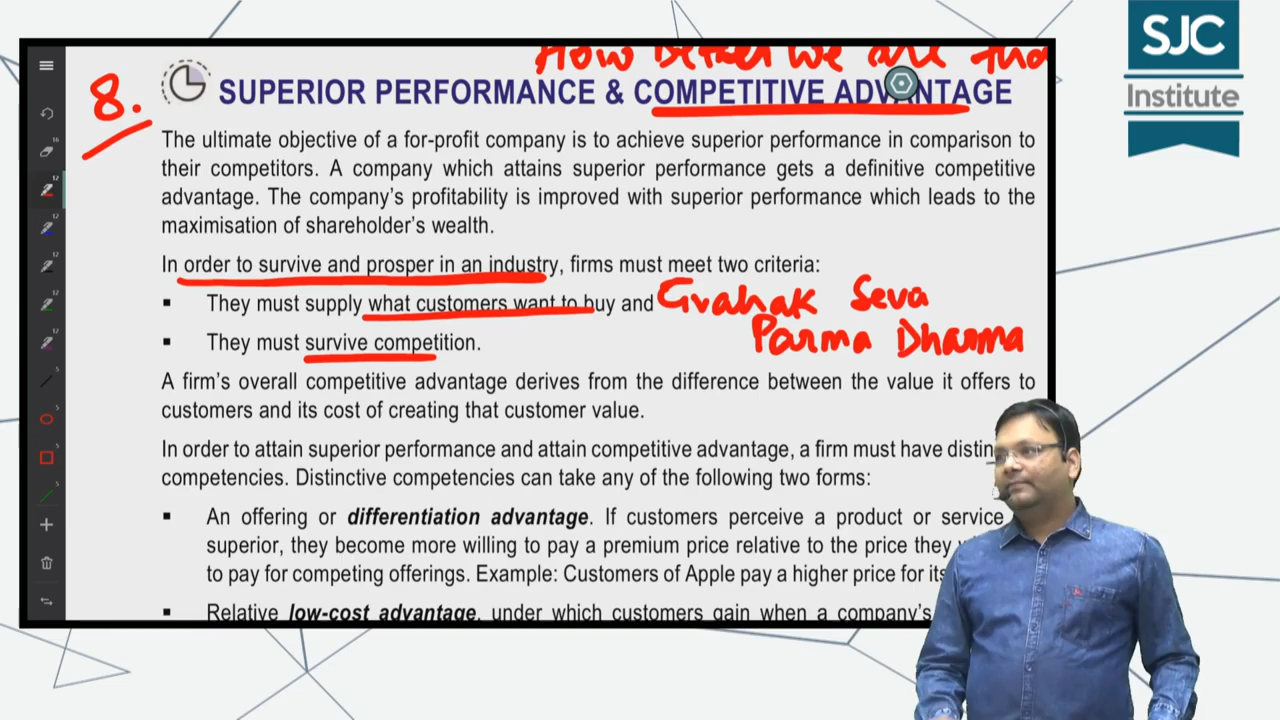 How better we are tha
SJC
Institute
8.
SUPERIOR PERFORMANCE & COMPETITIVE ADVANTAGE
The ultimate objective of a for-profit company is to achieve superior performance in comparison to
their competitors. A company which attains superior performance gets a definitive competitive
advantage. The company's profitability is improved with superior performance which leads to the
maximisation of shareholder's wealth.
In order to survive and prosper in an industry, firms must meet two criteria:
▪ They must supply what customers want to buy and Grahak Seva
Parma Dharma
▪ They must survive competition.
A firm's overall competitive advantage derives from the difference between the value it offers to
customers and its cost of creating that customer value.
In order to attain superior performance and attain competitive advantage, a firm must have distin
competencies. Distinctive competencies can take any of the following two forms:
▪ An offering or differentiation advantage. If customers perceive a product or service
superior, they become more willing to pay a premium price relative to the price they
to pay for competing offerings. Example: Customers of Apple pay a higher price for its
▪ Relative low-cost advantage, under which customers gain when a company's